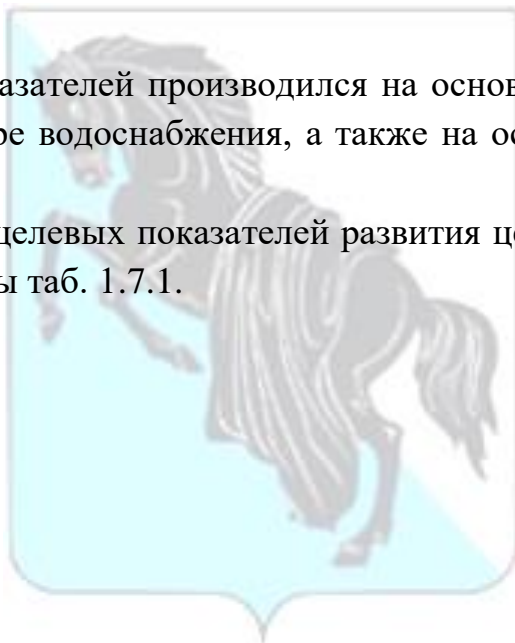 азателей производился на основ
ре водоснабжения, а также на ос
целевых показателей развития це
ы таб. 1.7.1.